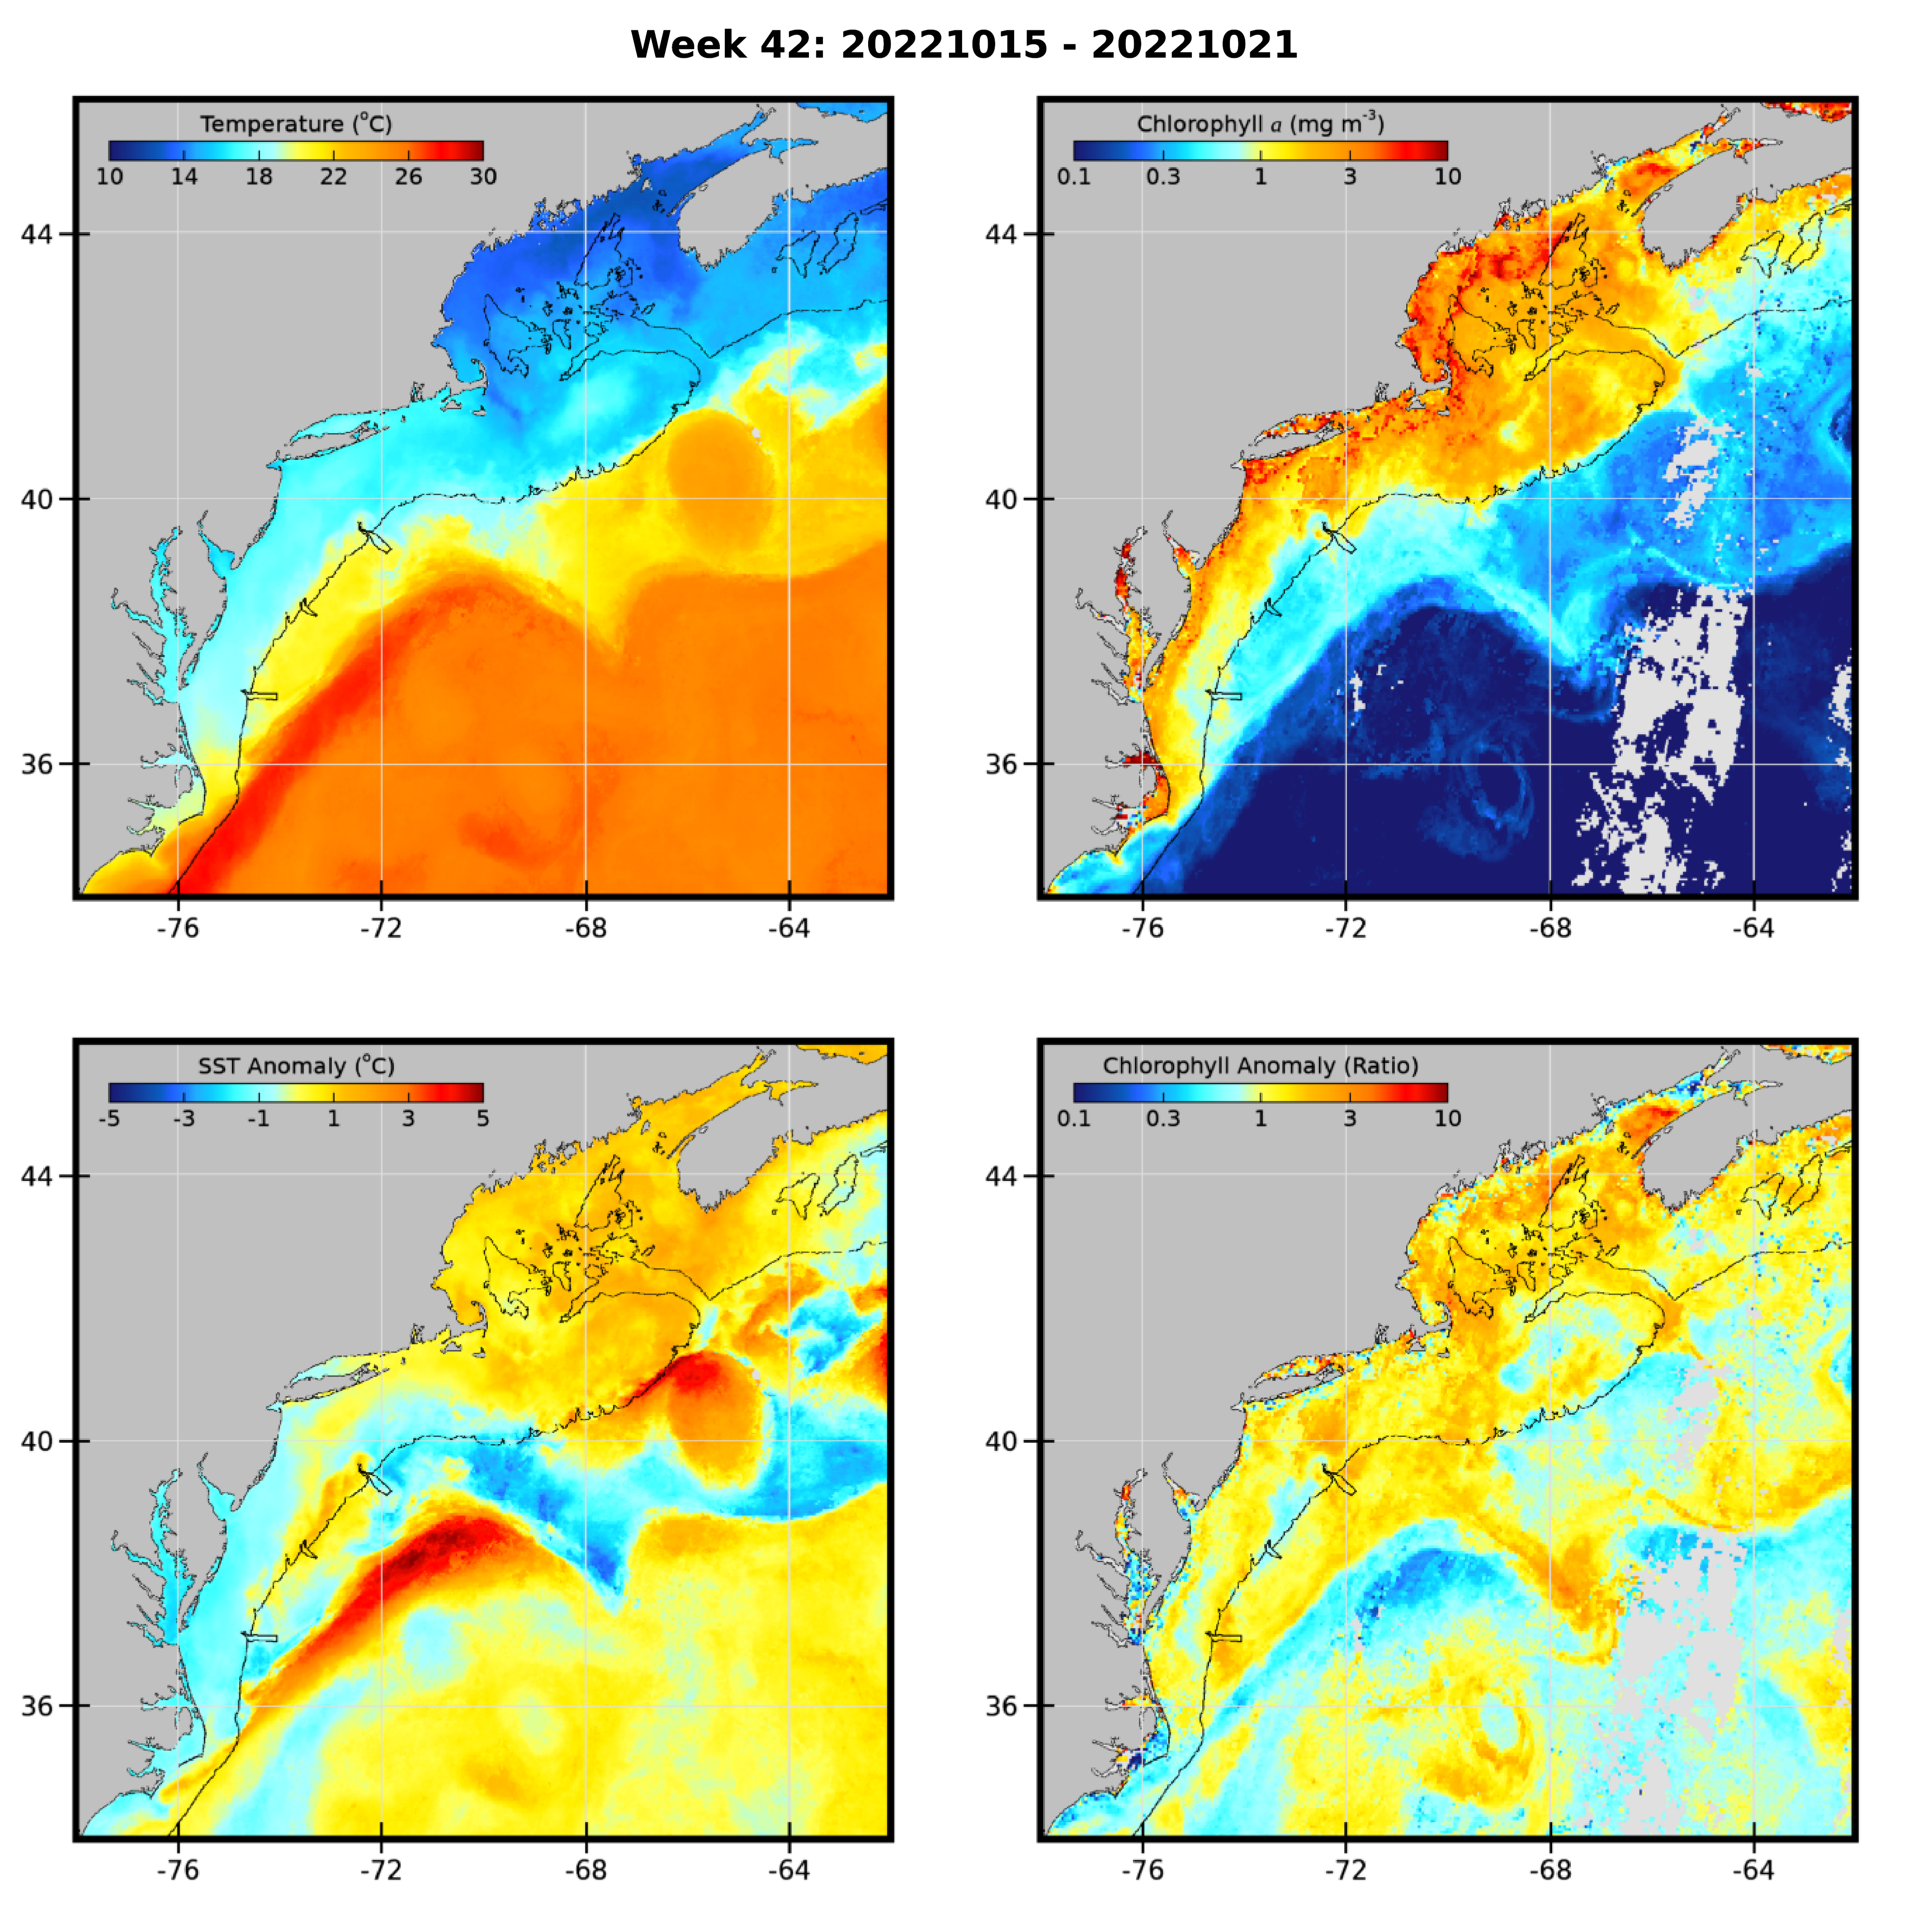 Week 42: 20221015 - 20221021
Temperature (°C)
10 14 18 22 26 30
44
40
36
-76 -72 -68 -64
Chlorophyll a (mg m⁻³)
0.1 0.3 1 3 10
44
40
36
-76 -72 -68 -64
SST Anomaly (°C)
-5 -3 -1 1 3 5
44
40
36
-76 -72 -68 -64
Chlorophyll Anomaly (Ratio)
0.1 0.3 1 3 10
44
40
36
-76 -72 -68 -64